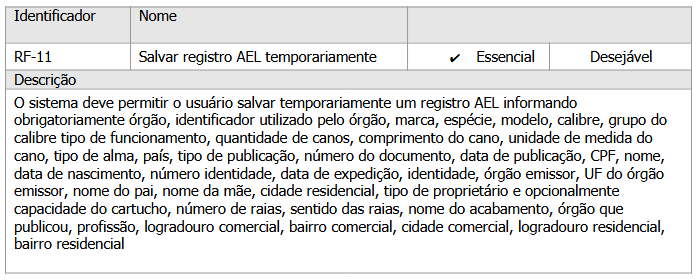 Identificador Nome
RF-11 Salvar registro AEL temporariamente ✔ Essencial Desejável
Descrição
O sistema deve permitir o usuário salvar temporariamente um registro AEL informando
obrigatoriamente órgão, identificador utilizado pelo órgão, marca, espécie, modelo, calibre, grupo do
calibre tipo de funcionamento, quantidade de canos, comprimento do cano, unidade de medida do
cano, tipo de alma, país, tipo de publicação, número do documento, data de publicação, CPF, nome,
data de nascimento, número identidade, data de expedição, identidade, órgão emissor, UF do órgão
emissor, nome do pai, nome da mãe, cidade residencial, tipo de proprietário e opcionalmente
capacidade do cartucho, número de raias, sentido das raias, nome do acabamento, órgão que
publicou, profissão, logradouro comercial, bairro comercial, cidade comercial, logradouro residencial,
bairro residencial